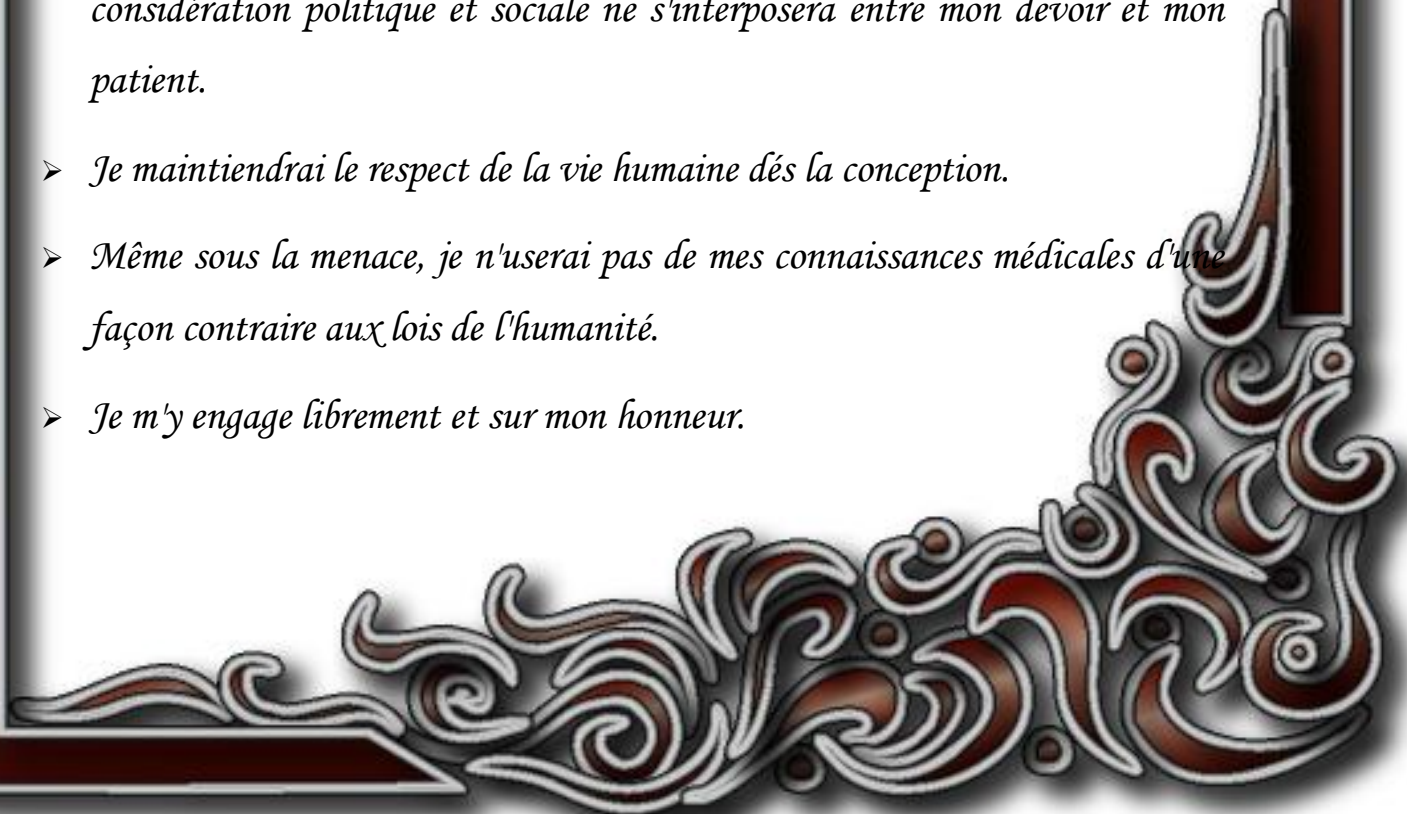 considération politique et sociale ne s'interposera entre mon devoir et mon
patient.
➢ Je maintiendrai le respect de la vie humaine dés la conception.
➢ Même sous la menace, je n'userai pas de mes connaissances médicales d'une
façon contraire aux lois de l'humanité.
➢ Je m'y engage librement et sur mon honneur.